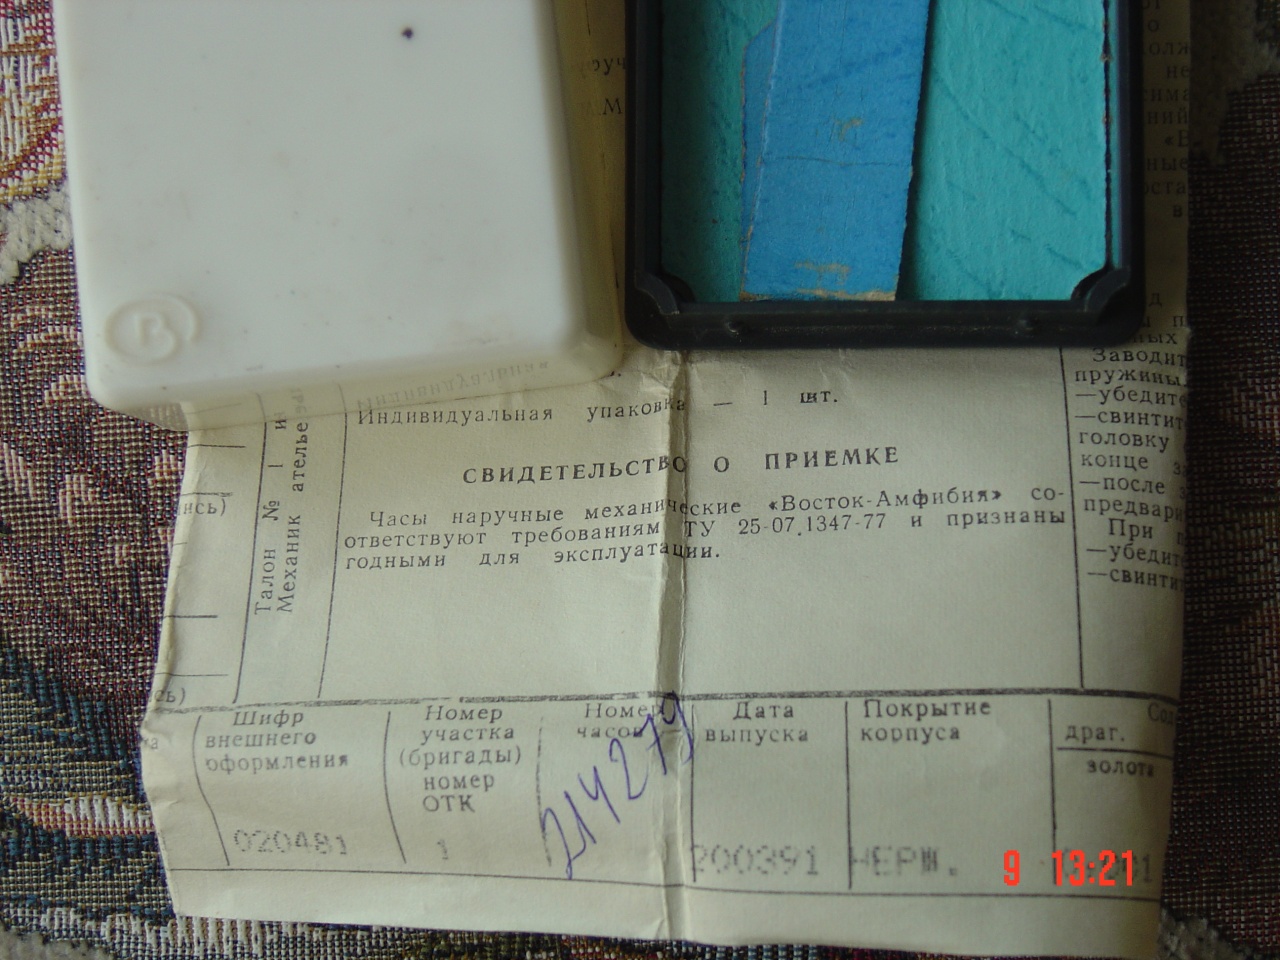 В
Индивидуальная упаковка — 1 шт.
СВИДЕТЕЛЬСТВО О ПРИЕМКЕ
Часы наручные механические «Восток-Амфибия» со-
ответствуют требованиям ТУ 25-07.1347-77 и признаны
годными для эксплуатации.
Талон № 1
Механик ателье
Заводит
пружины.
—убедите
—свинтит
головку
конце
—после
предвари
При
—убедит
—свинтит
Шифр
внешнего
оформления
020481
Номер
участка
(бригады)
номер
ОТК
1
Номер
часов
214279
Дата
выпуска
200391
Покрытие
корпуса
НЕРЖ.
драг.
золота
9 13:21